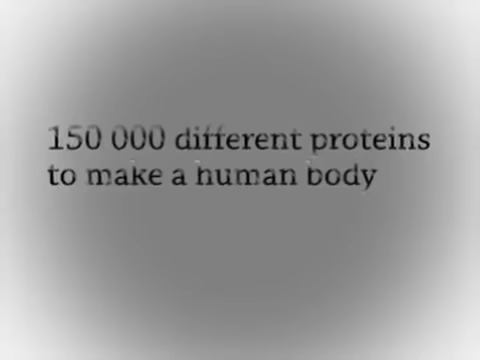 150 000 different proteins
to make a human body